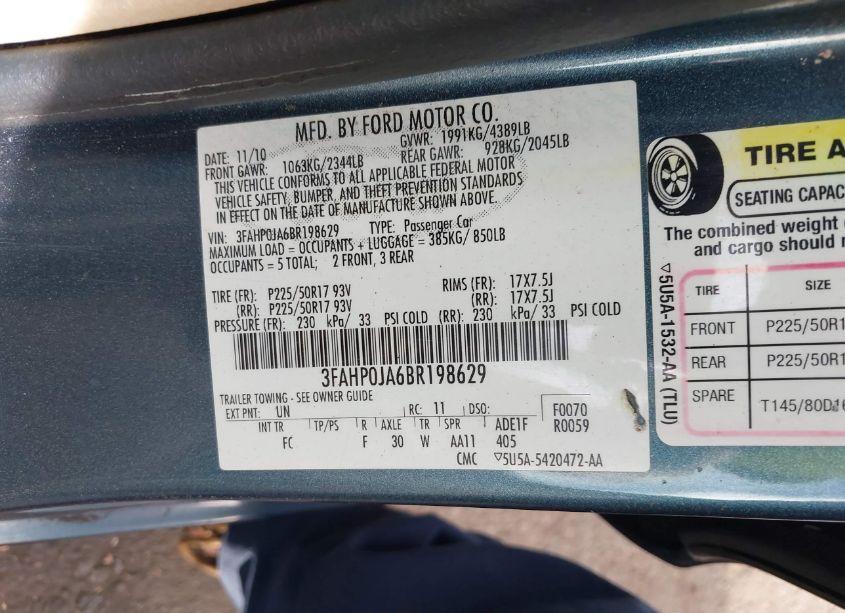 MFD. BY FORD MOTOR CO.
DATE: 11/10 GVWR: 1991KG/4389LB
FRONT GAWR: 1063KG/2344LB REAR GAWR: 928KG/2045LB
THIS VEHICLE CONFORMS TO ALL APPLICABLE FEDERAL MOTOR
VEHICLE SAFETY, BUMPER, AND THEFT PREVENTION STANDARDS
IN EFFECT ON THE DATE OF MANUFACTURE SHOWN ABOVE.
VIN: 3FAHP0JA6BR198629 TYPE: Passenger Car
MAXIMUM LOAD = OCCUPANTS + LUGGAGE = 385KG/ 850LB
OCCUPANTS = 5 TOTAL; 2 FRONT, 3 REAR
TIRE (FR): P225/50R17 93V RIMS (FR): 17X7.5J
(RR): P225/50R17 93V (RR): 17X7.5J
PRESSURE (FR): 230 kPa/ 33 PSI COLD (RR): 230 kPa/ 33 PSI COLD
3FAHP0JA6BR198629
TRAILER TOWING - SEE OWNER GUIDE
EXT PNT: UN RC: 11 DSO: F0070
R0059
INT TR TP/PS R AXLE TR SPR ADE1F
FC F 30 W AA11 405
CMC ▽5U5A-5420472-AA
TIRE A
SEATING CAPAC
The combined weight
and cargo should
▽5U5A-1532-AA (TLU)
TIRE SIZE
FRONT P225/50R1
REAR P225/50R1
SPARE T145/80D16